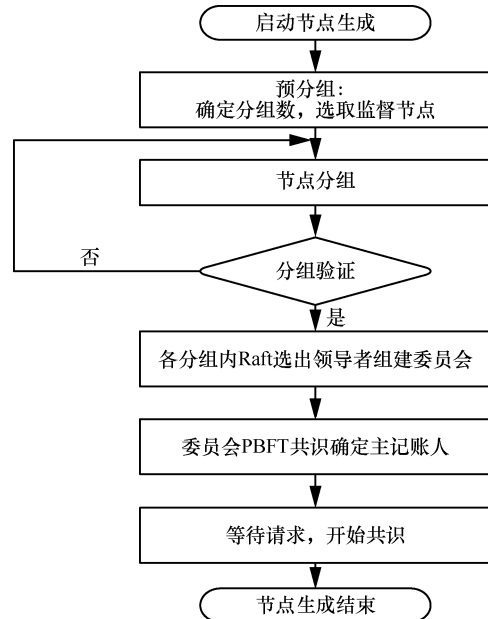 启动节点生成
预分组:
确定分组数，选取监督节点
节点分组
分组验证
否
是
各分组内Raft选出领导者组建委员会
委员会PBFT共识确定主记账人
等待请求，开始共识
节点生成结束